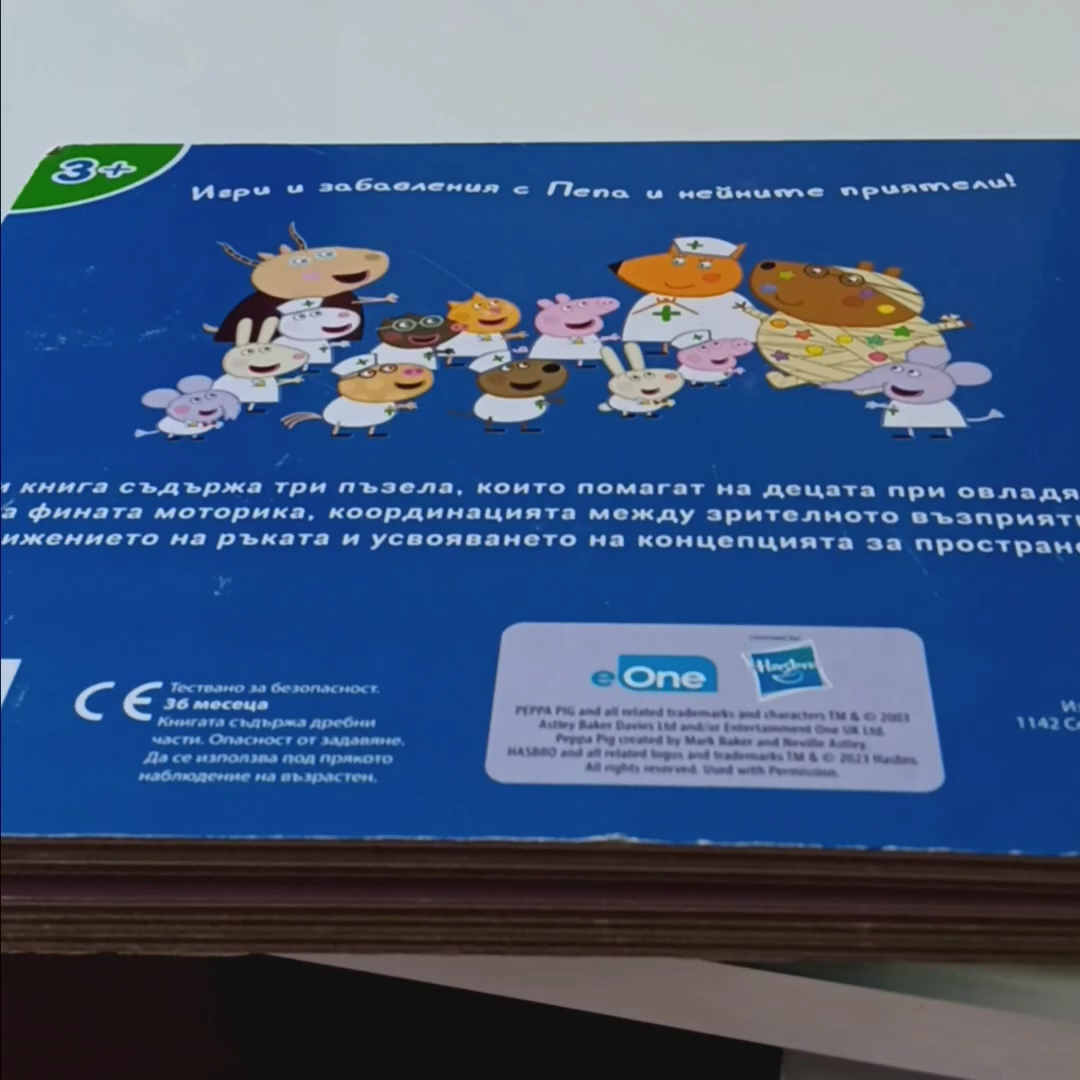 3+
Игри и забавления с Пепа и нейните приятели!
и книга съдържа три пъзела, които помагат на децата при овладя
а фината моторика, координацията между зрителното възприят
ижението на ръката и усвояването на концепцията за простран
CE Тествано за безопасност.
36 месеца
Книгата съдържа дребни
части. Опасност от задавяне.
Да се използва под прякото
наблюдение на възрастен.
eOne
Hasbro
PEPPA PIG and all related trademarks and characters TM & © 2003
Astley Baker Davies Ltd and/or Entertainment One UK Ltd.
Peppa Pig created by Mark Baker and Neville Astley.
HASBRO and all related logos and trademarks TM & © 2023 Hasbro.
All rights reserved. Used with Permission.
Из
1142 Со